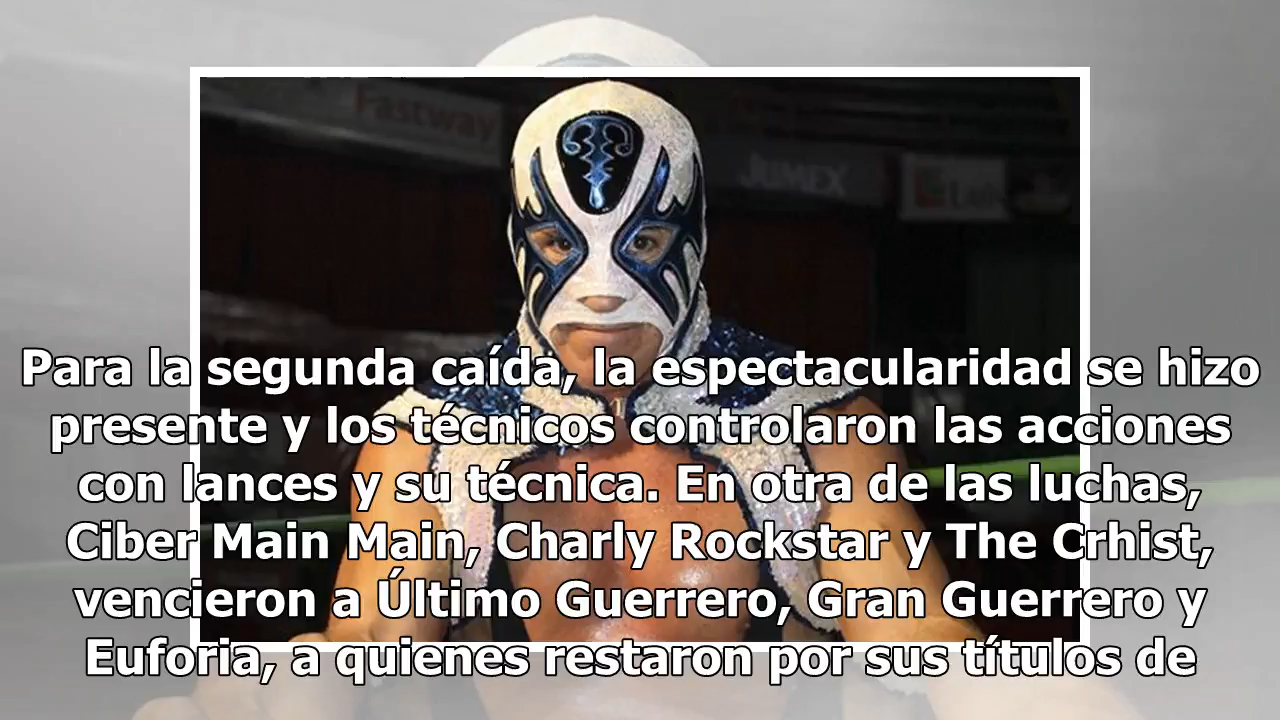 Fastway
JUMEX
Para la segunda caída, la espectacularidad se hizo
presente y los técnicos controlaron las acciones
con lances y su técnica. En otra de las luchas,
Ciber Main Main, Charly Rockstar y The Crhist,
vencieron a Último Guerrero, Gran Guerrero y
Euforia, a quienes restaron por sus títulos de